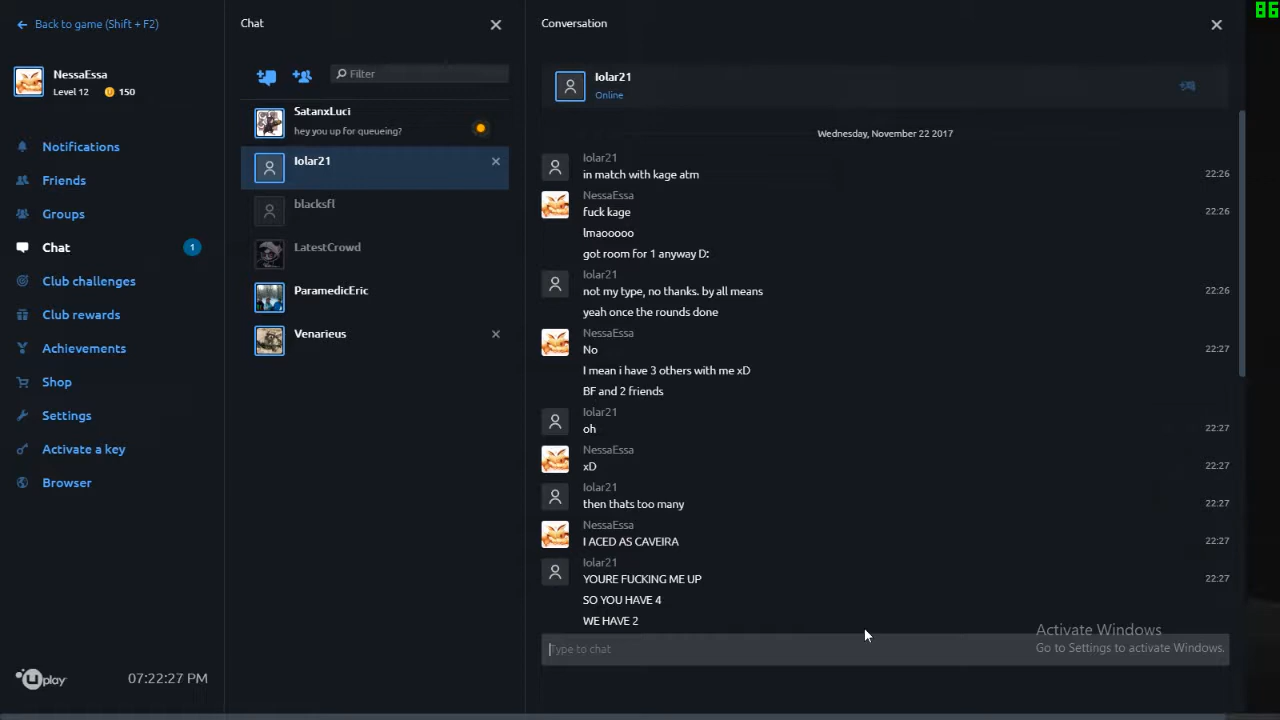 Back to game (Shift + F2)
NessaEssa
Level 12
150
Notifications
Friends
Groups
Chat
1
Club challenges
Club rewards
Achievements
Shop
Settings
Activate a key
Browser
uplay
07:22:27 PM
Chat
Filter
SatanxLuci
hey you up for queueing?
Iolar21
blacksfl
LatestCrowd
ParamedicEric
Venarieus
Conversation
86
Iolar21
Online
Wednesday, November 22 2017
Iolar21
in match with kage atm
22:26
NessaEssa
fuck kage
22:26
lmaooooo
got room for 1 anyway D:
Iolar21
not my type, no thanks. by all means
22:26
yeah once the rounds done
NessaEssa
No
22:27
I mean i have 3 others with me xD
BF and 2 friends
Iolar21
oh
22:27
NessaEssa
xD
22:27
Iolar21
then thats too many
22:27
NessaEssa
I ACED AS CAVEIRA
22:27
Iolar21
YOURE FUCKING ME UP
22:27
SO YOU HAVE 4
WE HAVE 2
Type to chat
Activate Windows
Go to Settings to activate Windows.